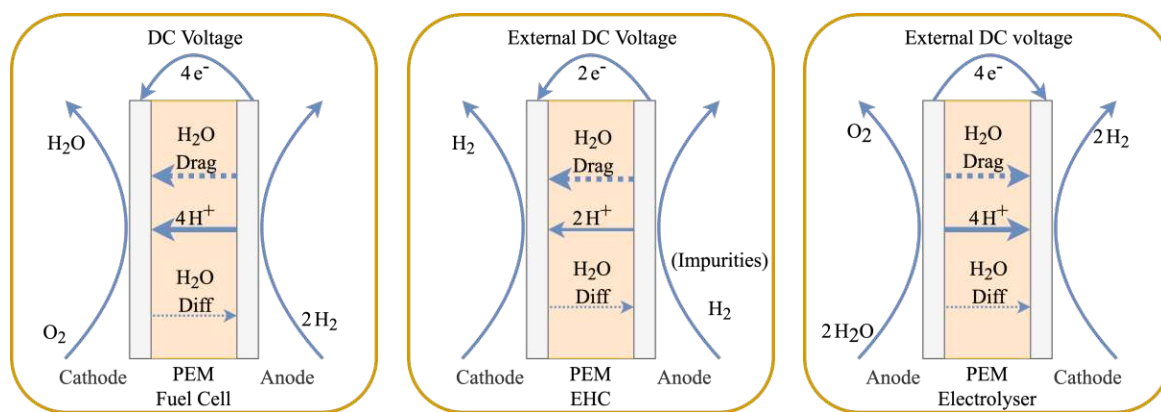 DC Voltage
4 e⁻
H₂O
H₂O
Drag
4 H⁺
H₂O
Diff
O₂
2 H₂
Cathode
PEM
Anode
Fuel Cell
External DC Voltage
2 e⁻
H₂
H₂O
Drag
2 H⁺
(Impurities)
H₂O
Diff
H₂
Cathode
PEM
Anode
EHC
External DC voltage
4 e⁻
O₂
H₂O
2 H₂
Drag
4 H⁺
H₂O
Diff
2 H₂O
Anode
PEM
Cathode
Electrolyser